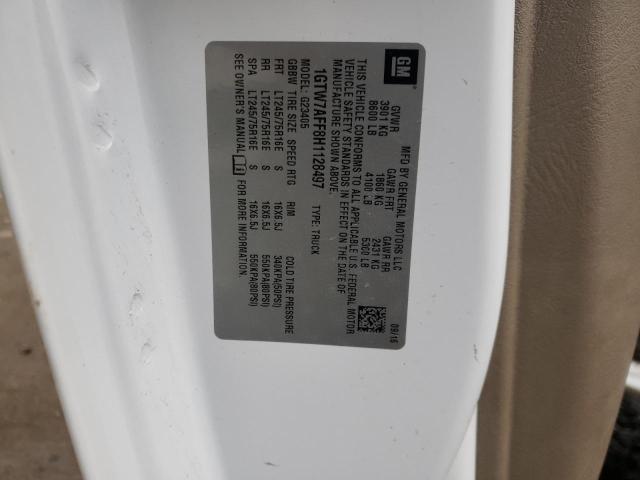 GM
MFD BY GENERAL MOTORS LLC
09/16
GVWR GAWR FRT GAWR RR
3901 KG 1860 KG 2431 KG
8600 LB 4100 LB 5360 LB
THIS VEHICLE CONFORMS TO ALL APPLICABLE U.S. FEDERAL MOTOR
VEHICLE SAFETY STANDARDS IN EFFECT ON THE DATE OF
MANUFACTURE SHOWN ABOVE.
1GTW7AFF8H1128497 TYPE: TRUCK
MODEL: G23405
GBBW TIRE SIZE SPEED RTG RIM COLD TIRE PRESSURE
FRT LT245/75R16E S 16X6.5J 340KPA(50PSI)
RR LT245/75R16E S 16X6.5J 550KPA(80PSI)
SPA LT245/75R16E S 16X6.5J 550KPA(80PSI)
SEE OWNER'S MANUAL FOR MORE INFORMATION.